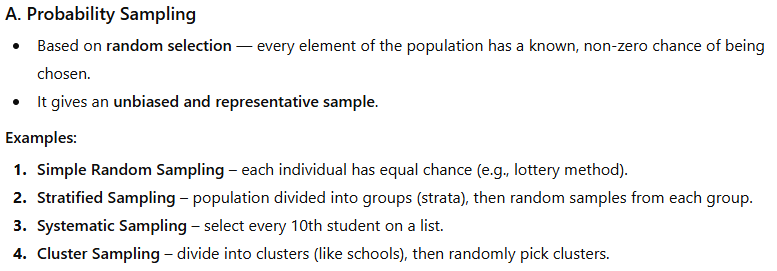 A. Probability Sampling
• Based on random selection — every element of the population has a known, non-zero chance of being
chosen.
• It gives an unbiased and representative sample.
Examples:
1. Simple Random Sampling – each individual has equal chance (e.g., lottery method).
2. Stratified Sampling – population divided into groups (strata), then random samples from each group.
3. Systematic Sampling – select every 10th student on a list.
4. Cluster Sampling – divide into clusters (like schools), then randomly pick clusters.